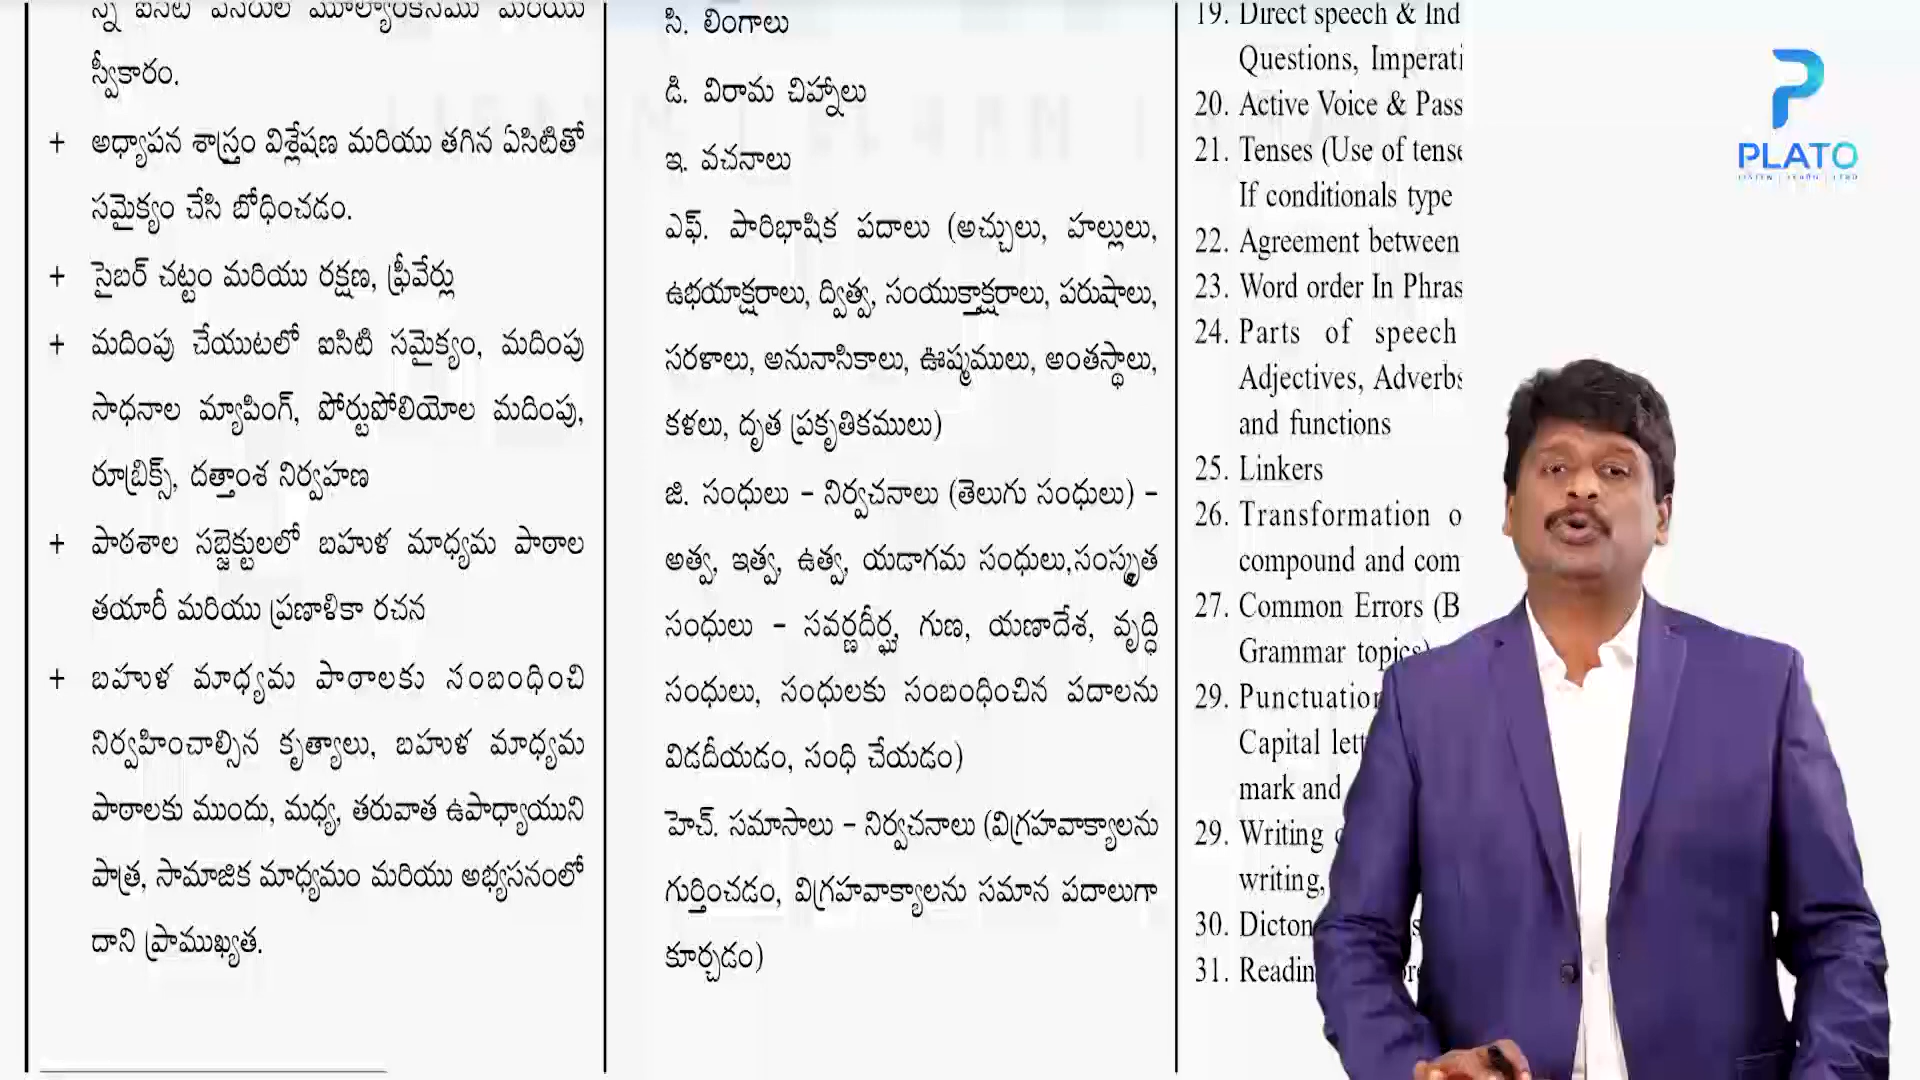 స్వీకారం.
+ అధ్యాపన శాస్త్రం విశ్లేషణ మరియు తగిన ఏసిటితో
సమైక్యం చేసి బోధించడం.
+ సైబర్ చట్టం మరియు రక్షణ, ఫ్రీవేర్లు
+ మదింపు చేయుటలో ఐసిటి సమైక్యం, మదింపు
సాధనాల మ్యాపింగ్, పోర్టుపోలియోల మదింపు,
రూబ్రిక్స్, దత్తాంశ నిర్వహణ
+ పాఠశాల సబ్జెక్టులలో బహుళ మాధ్యమ పాఠాల
తయారీ మరియు ప్రణాళికా రచన
+ బహుళ మాధ్యమ పాఠాలకు సంబంధించి
నిర్వహించాల్సిన కృత్యాలు, బహుళ మాధ్యమ
పాఠాలకు ముందు, మధ్య, తరువాత ఉపాధ్యాయుని
పాత్ర, సామాజిక మాధ్యమం మరియు అభ్యసనంలో
దాని ప్రాముఖ్యత.
సి. లింగాలు
డి. విరామ చిహ్నాలు
ఇ. వచనాలు
ఎఫ్. పారిభాషిక పదాలు (అచ్చులు, హల్లులు,
ఉభయాక్షరాలు, ద్విత్వ, సంయుక్తాక్షరాలు, పరుషాలు,
సరళాలు, అనునాసికాలు, ఊష్మములు, అంతస్థాలు,
కళలు, దృత ప్రకృతికములు)
జి. సంధులు – నిర్వచనాలు (తెలుగు సంధులు) –
అత్వ, ఇత్వ, ఉత్వ, యడాగమ సంధులు,సంస్కృత
సంధులు – సవర్ణదీర్ఘ, గుణ, యణాదేశ, వృద్ధి
సంధులు, సంధులకు సంబంధించిన పదాలను
విడదీయడం, సంధి చేయడం)
హెచ్. సమాసాలు – నిర్వచనాలు (విగ్రహవాక్యాలను
గుర్తించడం, విగ్రహవాక్యాలను సమాన పదాలుగా
కూర్చడం)
19. Direct speech & Ind
Questions, Imperati
20. Active Voice & Pass
21. Tenses (Use of tense
If conditionals type
22. Agreement between
23. Word order In Phras
24. Parts of speech
Adjectives, Adverbs
and functions
25. Linkers
26. Transformation o
compound and com
27. Common Errors (B
Grammar topics)
29. Punctuation
Capital lett
mark and
29. Writing
writing,
30. Dicton
31. Readin
PLATO
LISTEN | LEARN | LEAD